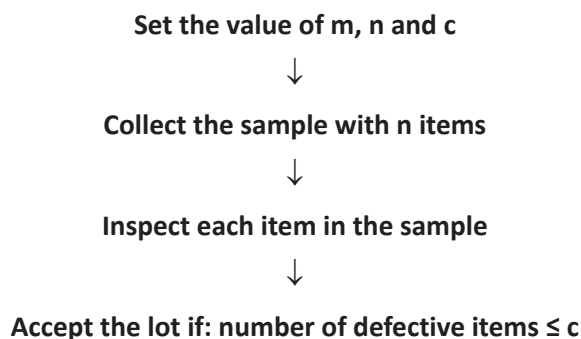 Set the value of m, n and c
↓
Collect the sample with n items
↓
Inspect each item in the sample
↓
Accept the lot if: number of defective items ≤ c